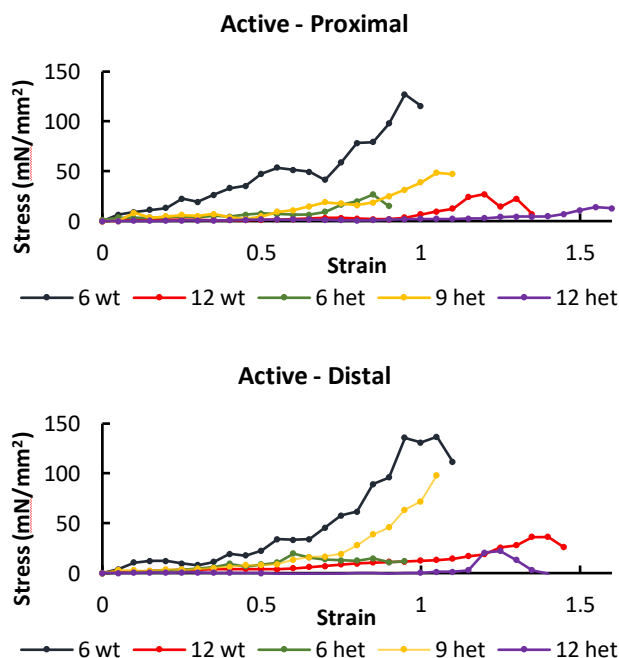 Active - Proximal
Stress (mN/mm²)
150
100
50
0
0
0.5
1
1.5
Strain
6 wt
12 wt
6 het
9 het
12 het
Active - Distal
Stress (mN/mm²)
150
100
50
0
0
0.5
1
1.5
Strain
6 wt
12 wt
6 het
9 het
12 het